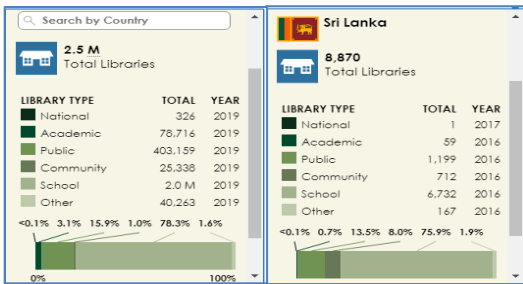 Search by Country
2.5 M
Total Libraries
LIBRARY TYPE TOTAL YEAR
National 326 2019
Academic 78,716 2019
Public 403,159 2019
Community 25,338 2019
School 2.0 M 2019
Other 40,263 2019
<0.1% 3.1% 15.9% 1.0% 78.3% 1.6%
0% 100%
Sri Lanka
8,870
Total Libraries
LIBRARY TYPE TOTAL YEAR
National 1 2017
Academic 59 2016
Public 1,199 2016
Community 712 2016
School 6,732 2016
Other 167 2016
<0.1% 0.7% 13.5% 8.0% 75.9% 1.9%